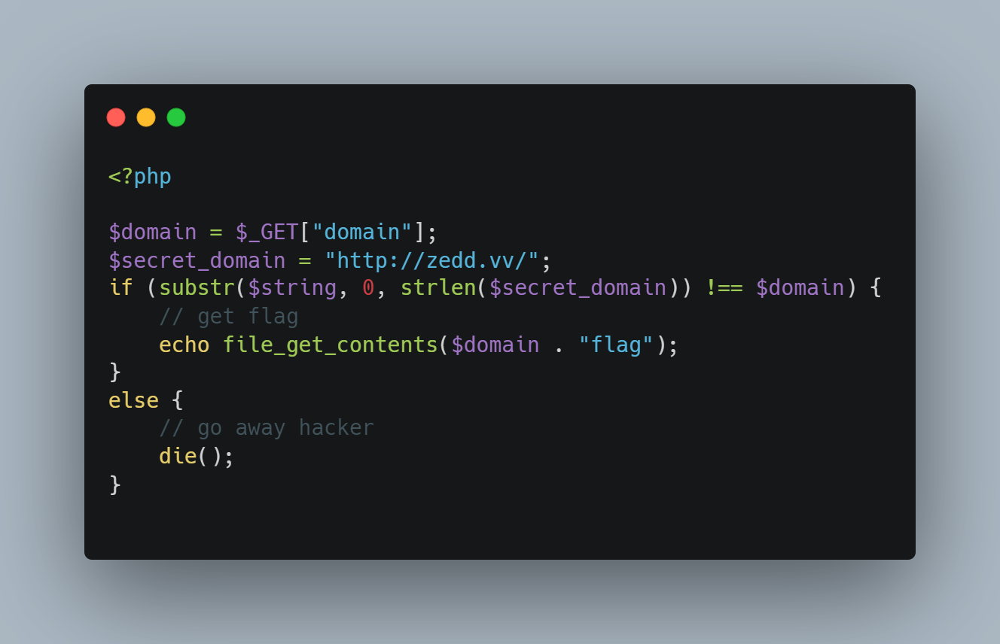 <?php
$domain = $_GET["domain"];
$secret_domain = "http://zedd.vv/";
if (substr($string, 0, strlen($secret_domain)) !== $domain) {
    // get flag
    echo file_get_contents($domain . "flag");
}
else {
    // go away hacker
    die();
}